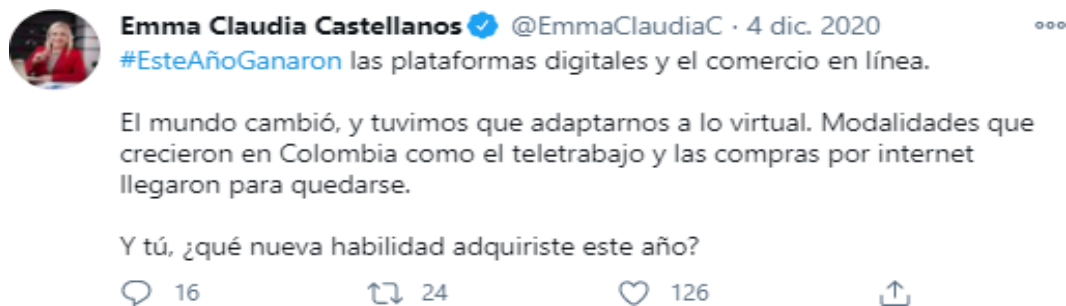 Emma Claudia Castellanos @EmmaClaudiaC · 4 dic. 2020
#EsteAñoGanaron las plataformas digitales y el comercio en línea.
El mundo cambió, y tuvimos que adaptarnos a lo virtual. Modalidades que
crecieron en Colombia como el teletrabajo y las compras por internet
llegaron para quedarse.
Y tú, ¿qué nueva habilidad adquiriste este año?
16 24 126